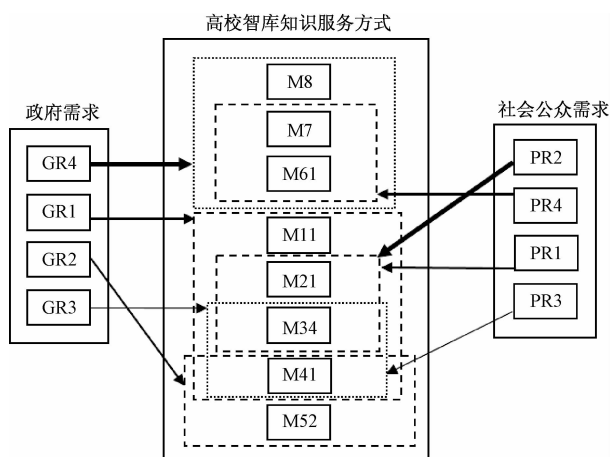 高校智库知识服务方式
政府需求
GR4
GR1
GR2
GR3
M8
M7
M61
M11
M21
M34
M41
M52
社会公众需求
PR2
PR4
PR1
PR3